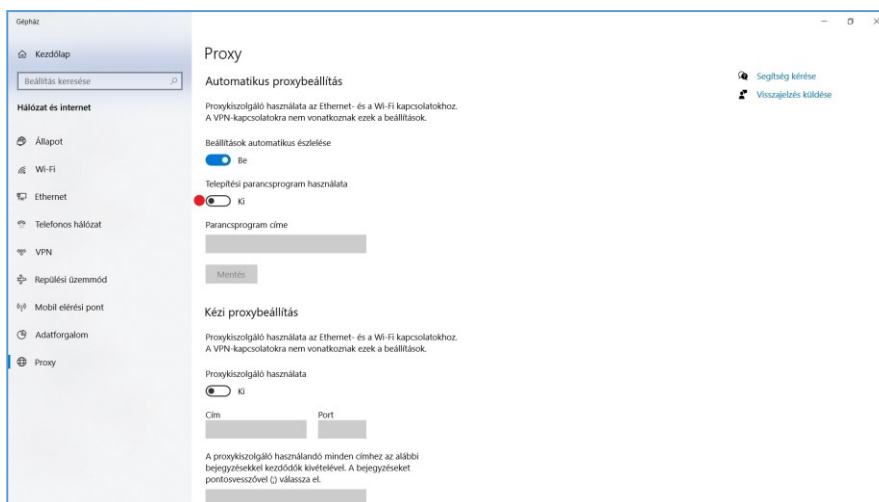 Gépház
Kezdőlap
Beállítás keresése
Hálózat és internet
Állapot
Wi-Fi
Ethernet
Telefonos hálózat
VPN
Repülési üzemmód
Mobil elérési pont
Adatforgalom
Proxy
Proxy
Automatikus proxybeállítás
Proxykiszolgáló használata az Ethernet- és a Wi-Fi kapcsolatokhoz.
A VPN-kapcsolatokra nem vonatkoznak ezek a beállítások.
Beállítások automatikus észlelése
Be
Telepítési parancsprogram használata
Ki
Parancsprogram címe
Mentés
Kézi proxybeállítás
Proxykiszolgáló használata az Ethernet- és a Wi-Fi kapcsolatokhoz.
A VPN-kapcsolatokra nem vonatkoznak ezek a beállítások.
Proxykiszolgáló használata
Ki
Cím Port
A proxykiszolgáló használandó minden címhez az alábbi
bejegyzésekkel kezdődők kivételével. A bejegyzéseket
pontosvesszővel (;) válassza el.
Segítség kérése
Visszajelzés küldése